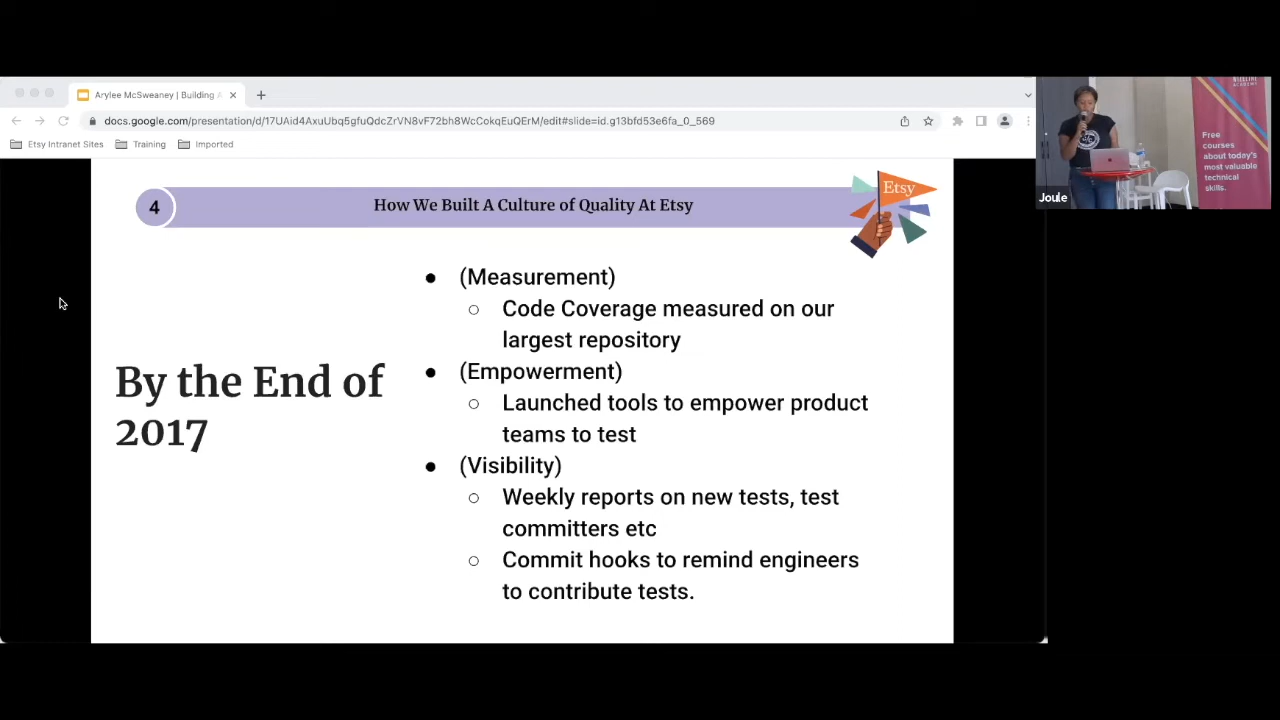 Arylee McSweaney | Building A
docs.google.com/presentation/d/17UAid4AxuUbq5gfuQdcZrVN8vF72bh8WcCokqEuQErM/edit#slide=id.g13bfd53e6fa_0_569
Etsy Intranet Sites Training Imported
4 How We Built A Culture of Quality At Etsy
Etsy
By the End of
2017
● (Measurement)
○ Code Coverage measured on our
largest repository
● (Empowerment)
○ Launched tools to empower product
teams to test
● (Visibility)
○ Weekly reports on new tests, test
committers etc
○ Commit hooks to remind engineers
to contribute tests.
ACADEMY
Free
courses
about today's
most valuable
technical
skills.
Joule